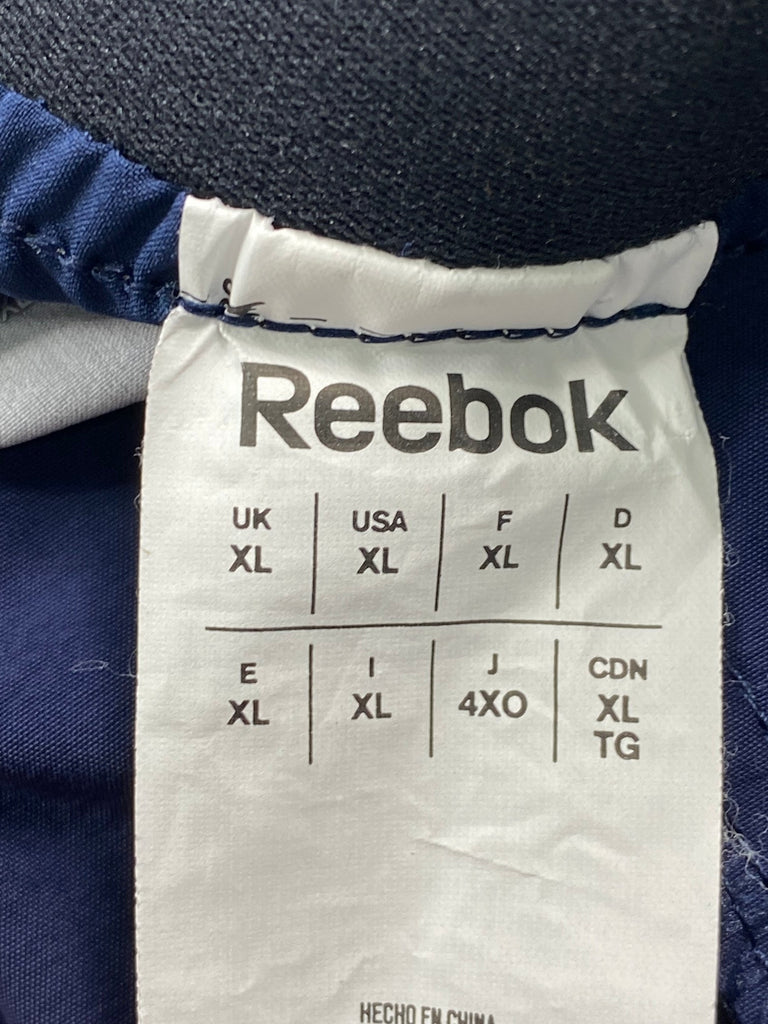 Reebok
UK USA F D
XL XL XL XL
E I J CDN
XL XL 4XO XL
TG
HECHO EN CHINA